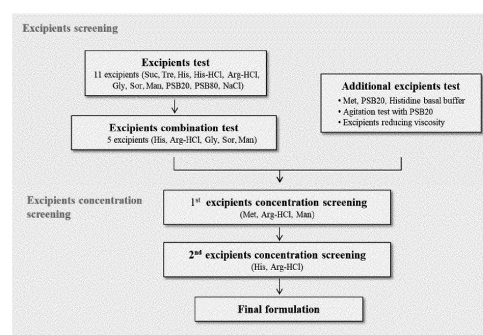 Excipients screening
Excipients test
11 excipients (Suc, Tre, His, His-HCl, Arg-HCl,
Gly, Sor, Man, PSB20, PSB80, NaCl)
Excipients combination test
5 excipients (His, Arg-HCl, Gly, Sor, Man)
Additional excipients test
• Met, PSB20, Histidine basal buffer
• Agitation test with PSB20
• Excipients reducing viscosity
Excipients concentration
screening
1st excipients concentration screening
(Met, Arg-HCl, Man)
2nd excipients concentration screening
(His, Arg-HCl)
Final formulation